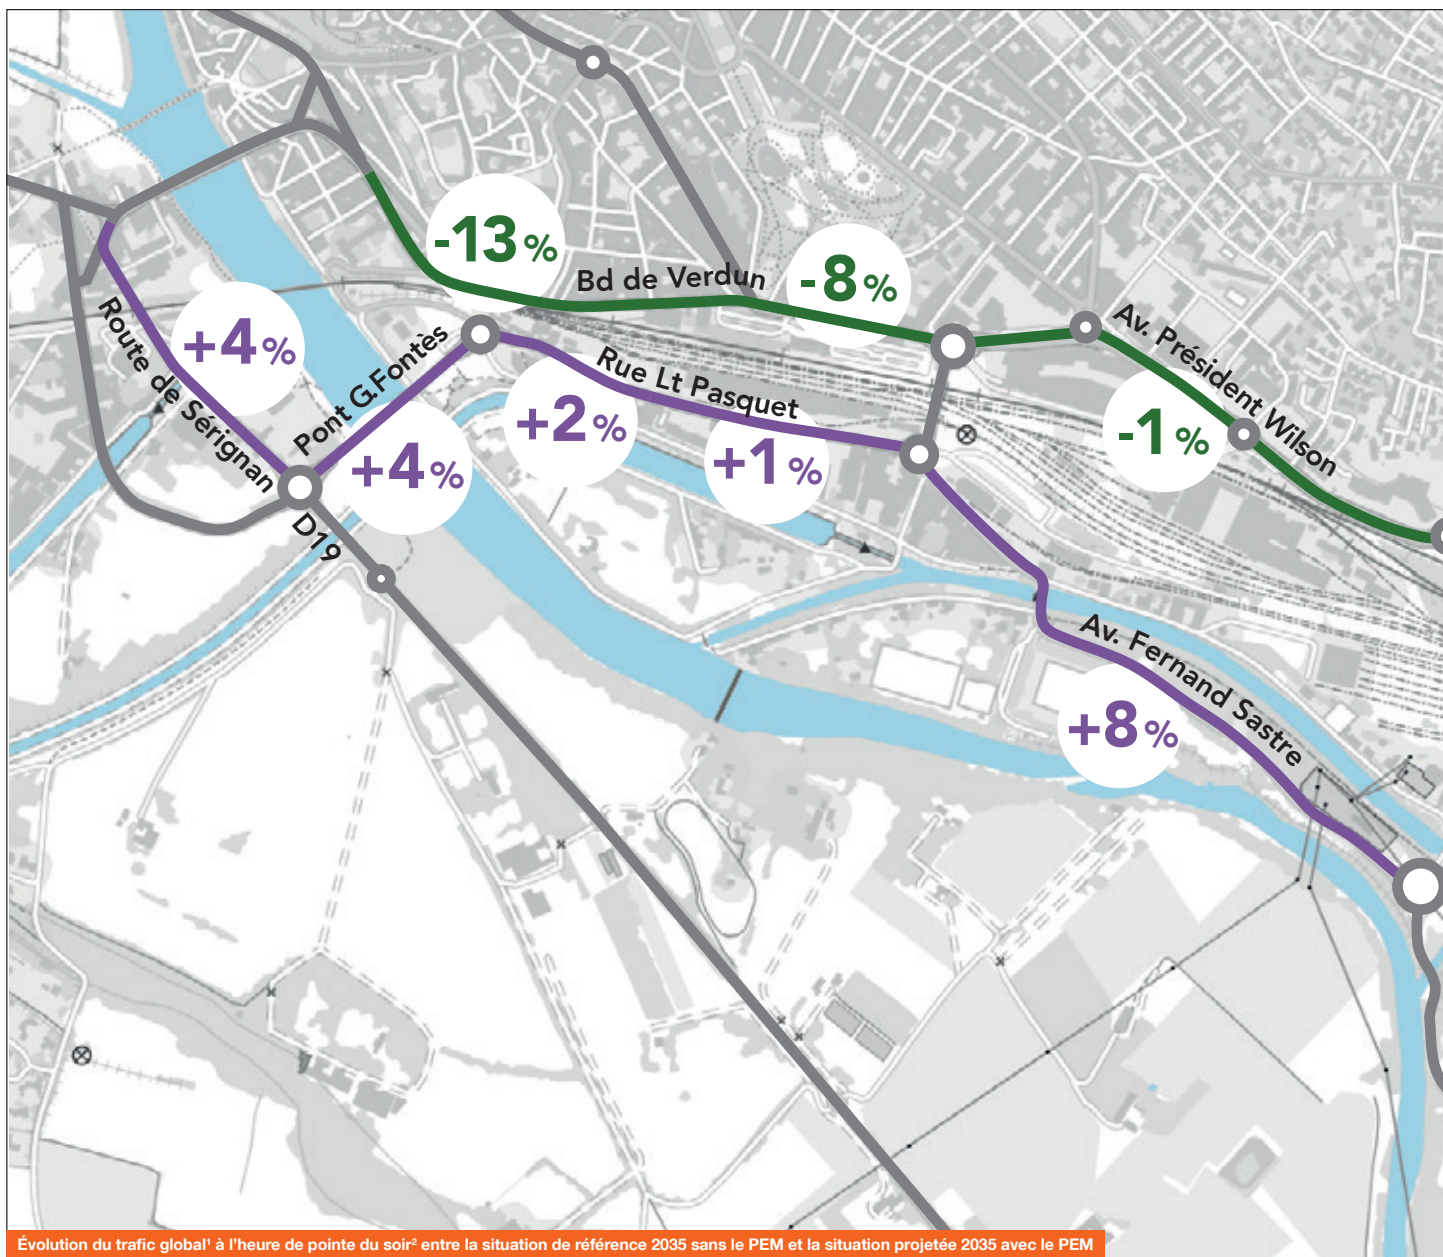 -13 %
Bd de Verdun
-8 %
Av. Président Wilson
-1 %
Route de Sérignan
+4 %
Pont G.Fontès
+4 %
Rue Lt Pasquet
+2 %
+1 %
D19
Av. Fernand Sastre
+8 %
Évolution du trafic global¹ à l'heure de pointe du soir² entre la situation de référence 2035 sans le PEM et la situation projetée 2035 avec le PEM